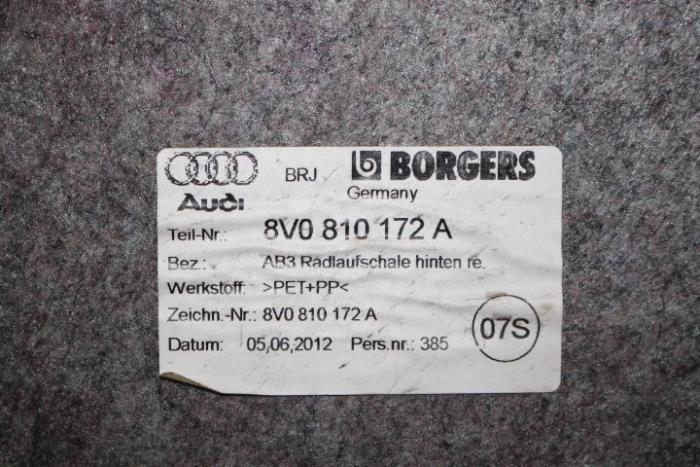 BRJ BORGERS
Audi Germany
Teil-Nr.: 8V0 810 172 A
Bez.: AB3 Radlaufschale hinten re.
Werkstoff: >PET+PP<
Zeichn.-Nr.: 8V0 810 172 A
07S
Datum: 05,06,2012 Pers.nr.: 385